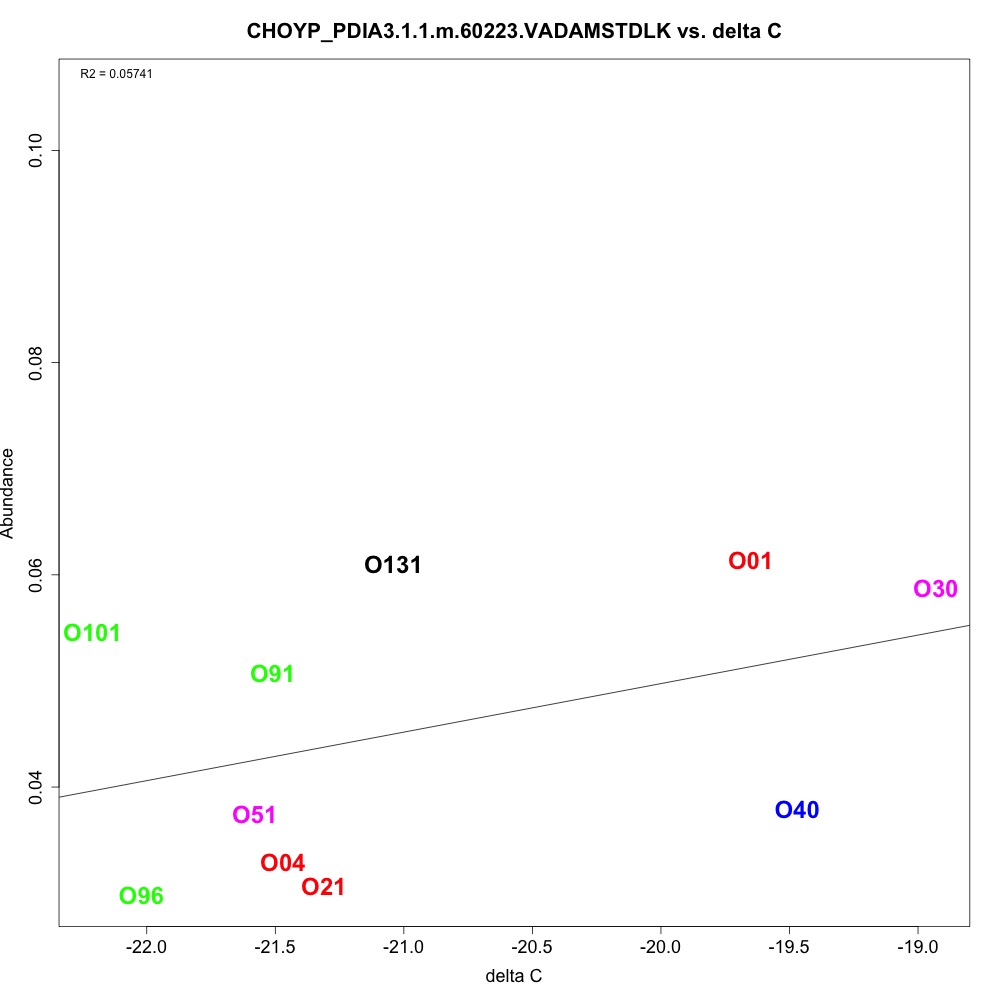 CHOYP_PDIA3.1.1.m.60223.VADAMSTDLK vs. delta C
R2 = 0.05741
0.10
0.08
Abundance
0.06
0.04
O131
O01
O30
O101
O91
O51
O40
O04
O21
O96
-22.0 -21.5 -21.0 -20.5 -20.0 -19.5 -19.0
delta C